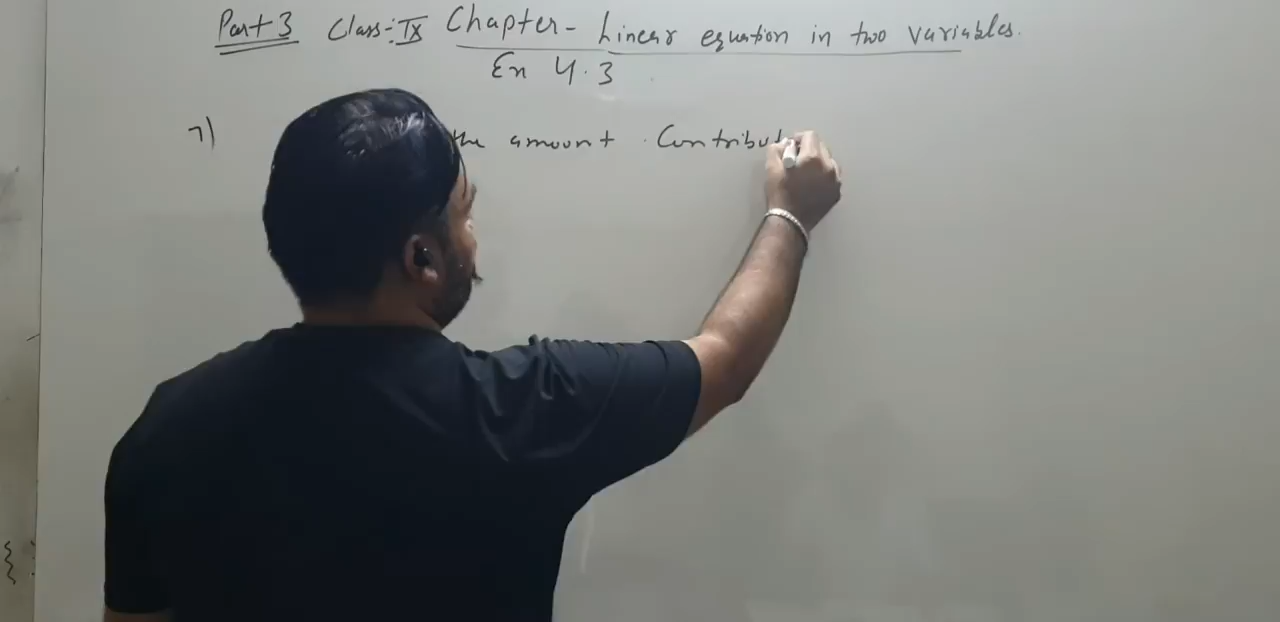 Part 3 Class:- IX Chapter - Linear equation in two variables.
Ex 4.3
7) the amount Contribut